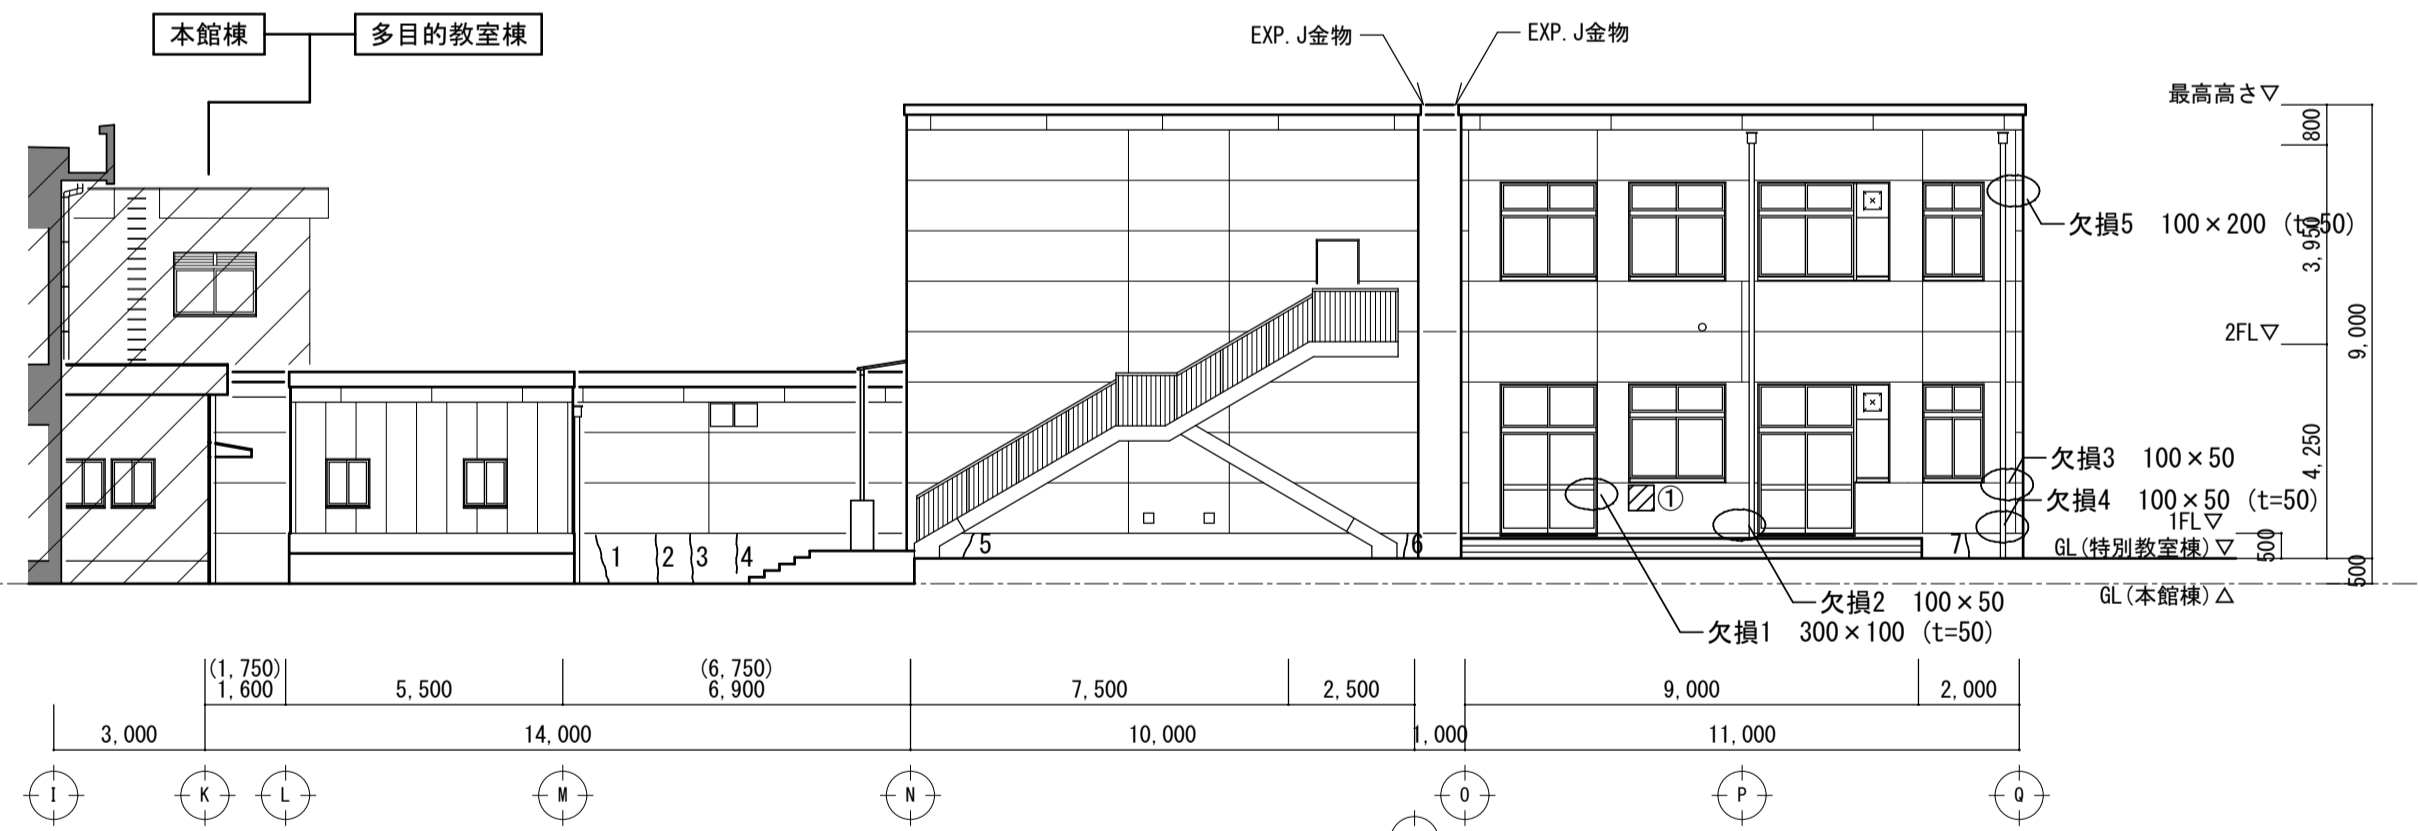 本館棟 多目的教室棟
EXP.J金物 EXP.J金物
最高高さ▽
800
欠損5 100×200 (t=50)
3,950
2FL▽
9,000
4,250
欠損3 100×50
①
欠損4 100×50 (t=50)
1FL▽
1 2 3 4 5 6 7
GL(特別教室棟)▽
500
500
GL(本館棟)△
欠損2 100×50
欠損1 300×100 (t=50)
(1,750) (6,750)
1,600 5,500 6,900 7,500 2,500 9,000 2,000
3,000 14,000 10,000 1,000 11,000
I K L M N O P Q